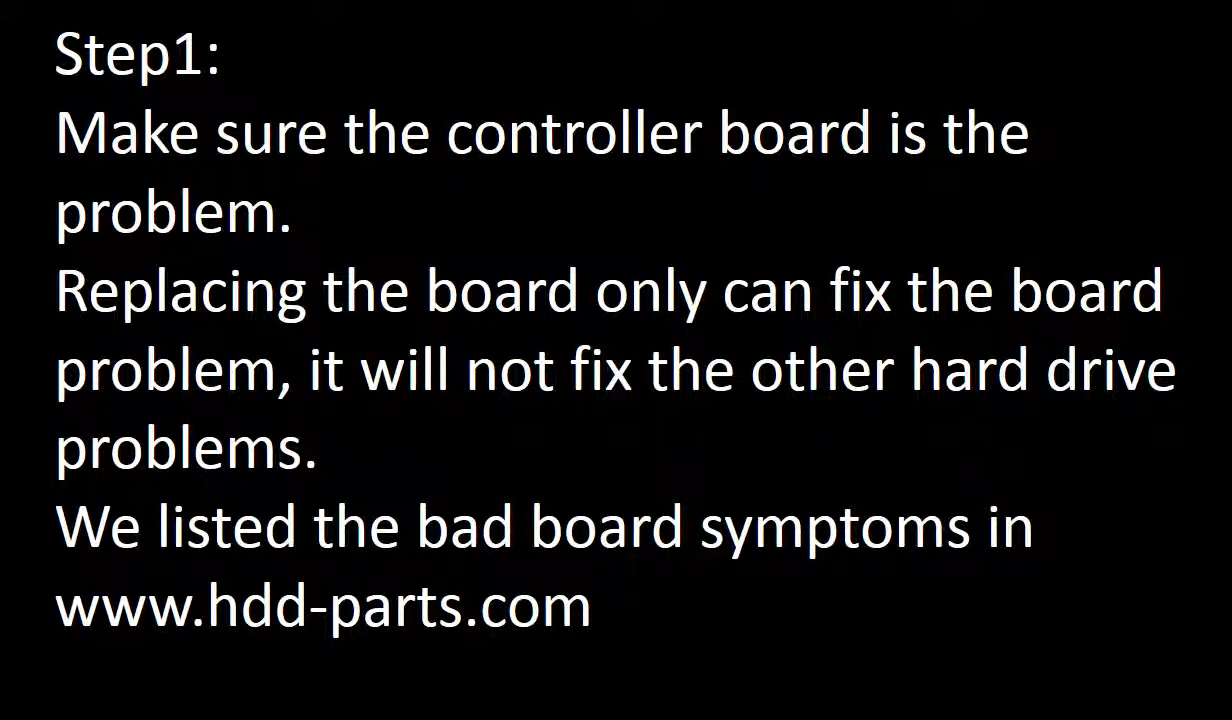 Step1:
Make sure the controller board is the
problem.
Replacing the board only can fix the board
problem, it will not fix the other hard drive
problems.
We listed the bad board symptoms in
www.hdd-parts.com